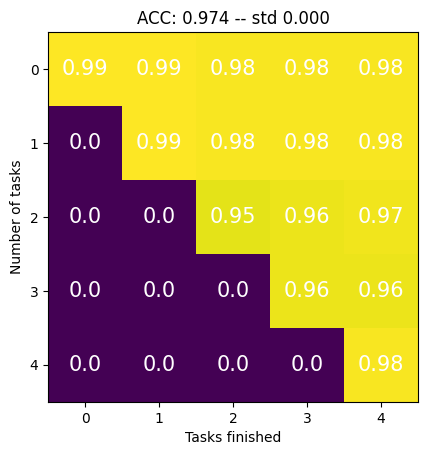 ACC: 0.974 -- std 0.000
Number of tasks
0 0.99 0.99 0.98 0.98 0.98
1 0.0 0.99 0.98 0.98 0.98
2 0.0 0.0 0.95 0.96 0.97
3 0.0 0.0 0.0 0.96 0.96
4 0.0 0.0 0.0 0.0 0.98
0 1 2 3 4
Tasks finished